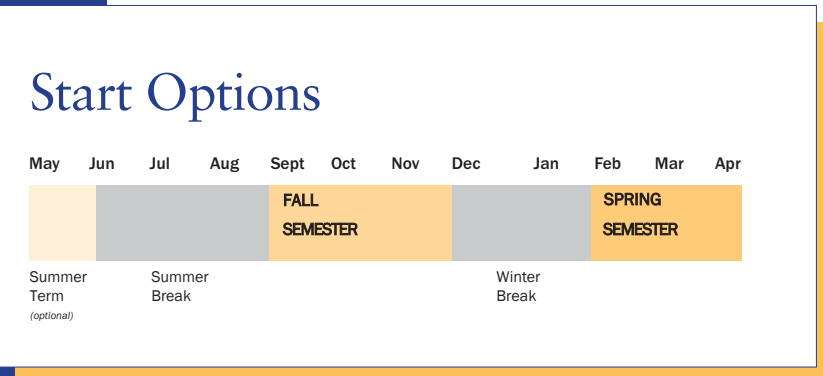 Start Options
May Jun Jul Aug Sept Oct Nov Dec Jan Feb Mar Apr
FALL SPRING
SEMESTER SEMESTER
Summer Summer Winter
Term Break Break
(optional)